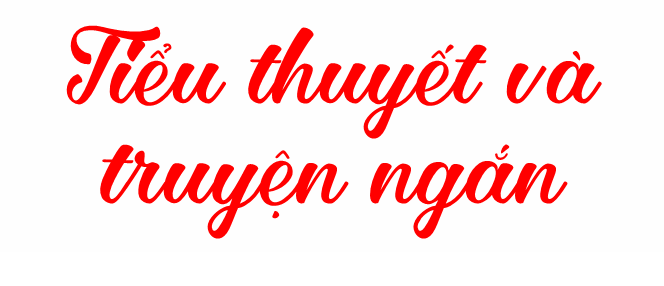 Tiểu thuyết và
truyện ngắn